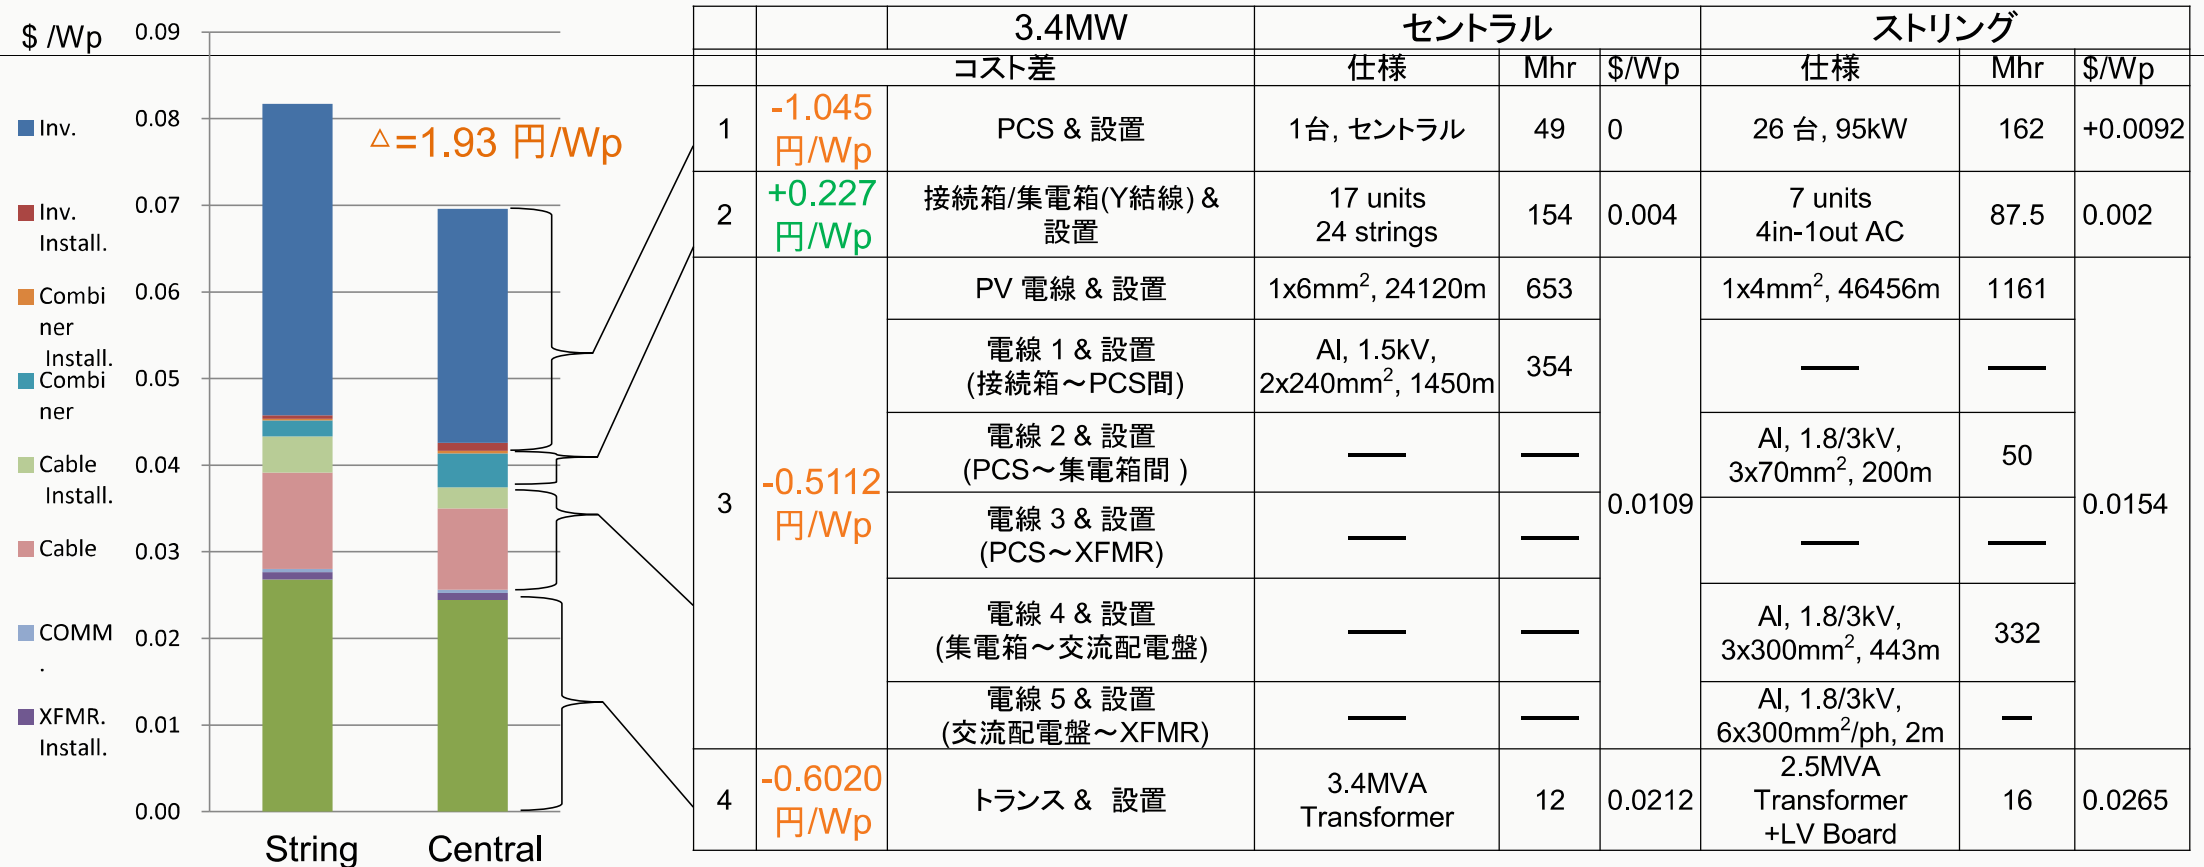 $ /Wp
0.09
0.08
0.07
0.06
0.05
0.04
0.03
0.02
0.01
0.00
Inv.
Inv.
Install.
Combi
ner
Install.
Combi
ner
Cable
Install.
Cable
COMM
.
XFMR.
Install.
△=1.93 円/Wp
String
Central
3.4MW セントラル ストリング
コスト差 仕様 Mhr $/Wp 仕様 Mhr $/Wp
1 -1.045
円/Wp
PCS & 設置 1台, セントラル 49 0 26 台, 95kW 162 +0.0092
2 +0.227
円/Wp
接続箱/集電箱(Y結線) &
設置
17 units
24 strings
154 0.004
7 units
4in-1out AC
87.5 0.002
3 -0.5112
円/Wp
PV 電線 & 設置 1x6mm², 24120m 653 0.0109 1x4mm², 46456m 1161 0.0154
電線 1 & 設置
(接続箱～PCS間)
Al, 1.5kV,
2x240mm², 1450m
354 — —
電線 2 & 設置
(PCS～集電箱間 )
— —
Al, 1.8/3kV,
3x70mm², 200m
50
電線 3 & 設置
(PCS～XFMR)
— — — —
電線 4 & 設置
(集電箱～交流配電盤)
— —
Al, 1.8/3kV,
3x300mm², 443m
332
電線 5 & 設置
(交流配電盤～XFMR)
— —
Al, 1.8/3kV,
6x300mm²/ph, 2m
—
4 -0.6020
円/Wp
トランス & 設置
3.4MVA
Transformer
12 0.0212
2.5MVA
Transformer
+LV Board
16 0.0265